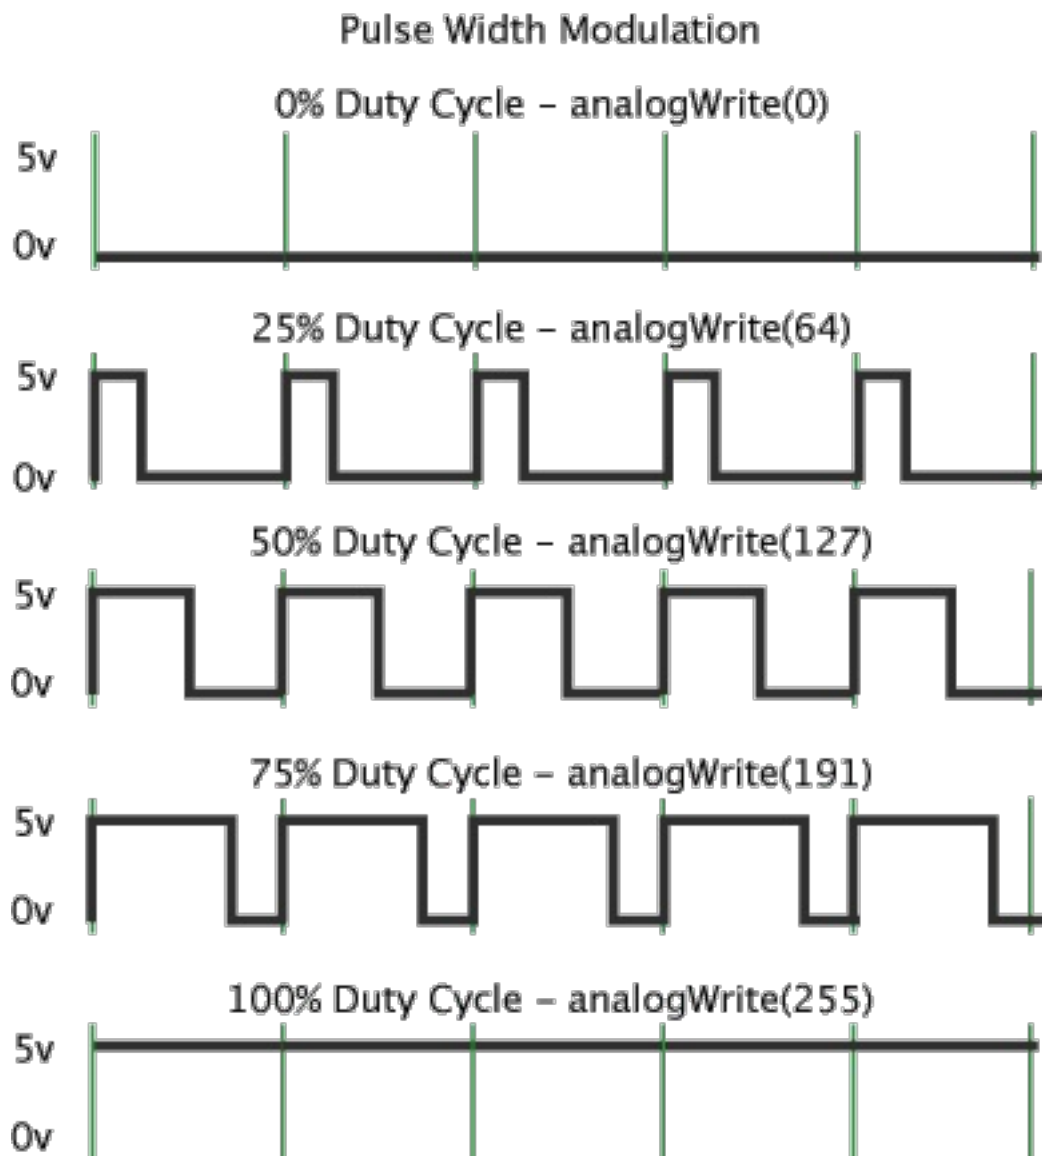 Pulse Width Modulation
0% Duty Cycle – analogWrite(0)
5v
0v
25% Duty Cycle – analogWrite(64)
5v
0v
50% Duty Cycle – analogWrite(127)
5v
0v
75% Duty Cycle – analogWrite(191)
5v
0v
100% Duty Cycle – analogWrite(255)
5v
0v